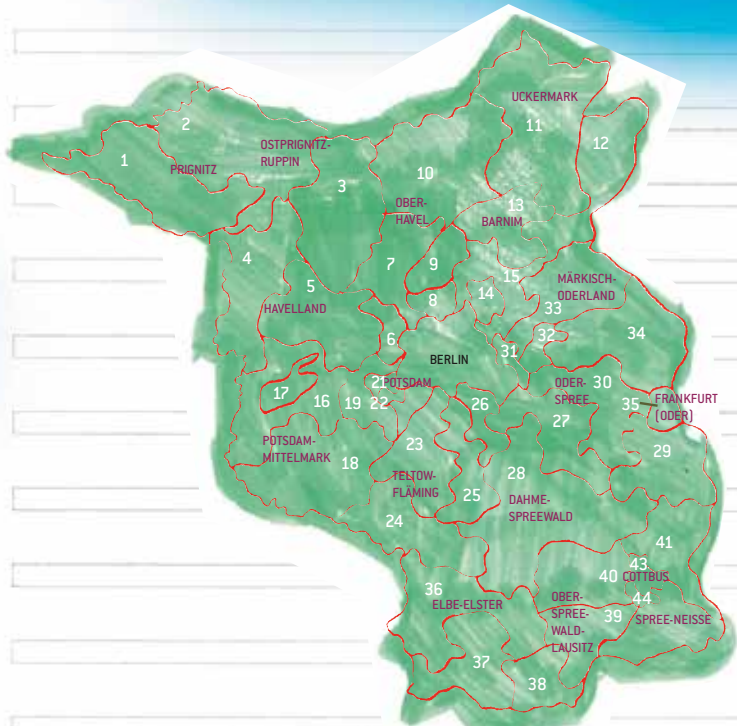 UCKERMARK
11
2
12
OSTPRIGNITZ-
RUPPIN
1
PRIGNITZ
10
3
13
OBER-
HAVEL
BARNIM
4
7
9
15
MÄRKISCH-
ODERLAND
5
14
8
33
HAVELLAND
32
34
6
31
BERLIN
21
POTSDAM
ODER-
SPREE
30
17
16
19
22
26
27
35
FRANKFURT
(ODER)
POTSDAM-
MITTELMARK
23
29
18
TELTOW-
FLÄMING
28
25
DAHME-
SPREEWALD
24
41
43
40
COTTBUS
36
ELBE-ELSTER
OBER-
SPREE-
WALD-
LAUSITZ
44
39
SPREE-NEISSE
37
38